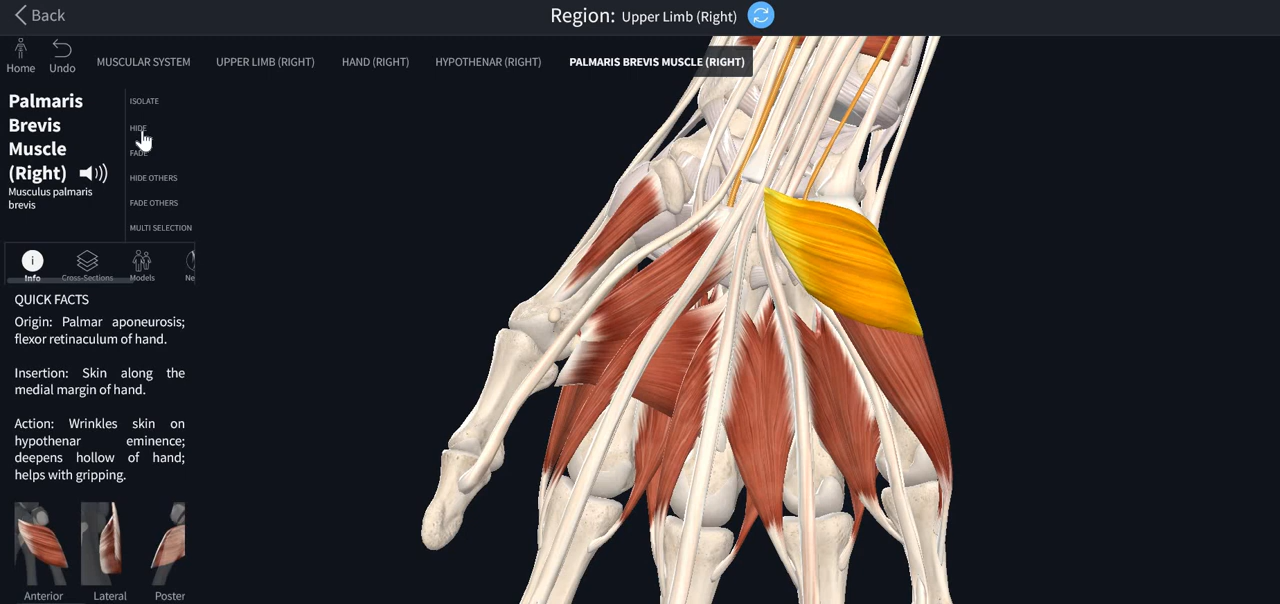 Back
Region: Upper Limb (Right)
Home
Undo
MUSCULAR SYSTEM
UPPER LIMB (RIGHT)
HAND (RIGHT)
HYPOTHENAR (RIGHT)
PALMARIS BREVIS MUSCLE (RIGHT)
Palmaris
Brevis
Muscle
(Right)
Musculus palmaris
brevis
ISOLATE
HIDE
FADE
HIDE OTHERS
FADE OTHERS
MULTI SELECTION
Info
Cross-Sections
Models
Ne
QUICK FACTS
Origin: Palmar aponeurosis;
flexor retinaculum of hand.
Insertion: Skin along the
medial margin of hand.
Action: Wrinkles skin on
hypothenar eminence;
deepens hollow of hand;
helps with gripping.
Anterior
Lateral
Poster